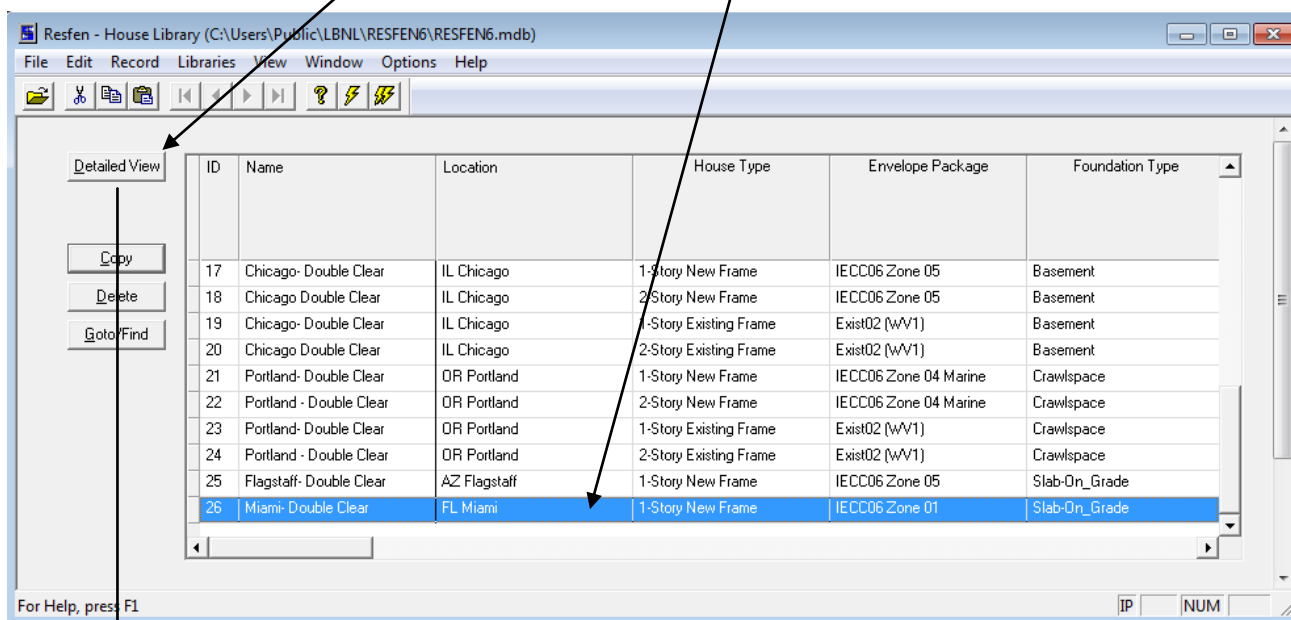 Resfen - House Library (C:\Users\Public\LBNL\RESFEN6\RESFEN6.mdb)
File Edit Record Libraries View Window Options Help
Detailed View
Copy
Delete
Goto/Find
ID Name Location House Type Envelope Package Foundation Type
17 Chicago- Double Clear IL Chicago 1-Story New Frame IECC06 Zone 05 Basement
18 Chicago Double Clear IL Chicago 2-Story New Frame IECC06 Zone 05 Basement
19 Chicago- Double Clear IL Chicago 1-Story Existing Frame Exist02 (WV1) Basement
20 Chicago Double Clear IL Chicago 2-Story Existing Frame Exist02 (WV1) Basement
21 Portland- Double Clear OR Portland 1-Story New Frame IECC06 Zone 04 Marine Crawlspace
22 Portland - Double Clear OR Portland 2-Story New Frame IECC06 Zone 04 Marine Crawlspace
23 Portland- Double Clear OR Portland 1-Story Existing Frame Exist02 (WV1) Crawlspace
24 Portland - Double Clear OR Portland 2-Story Existing Frame Exist02 (WV1) Crawlspace
25 Flagstaff- Double Clear AZ Flagstaff 1-Story New Frame IECC06 Zone 05 Slab-On_Grade
26 Miami- Double Clear FL Miami 1-Story New Frame IECC06 Zone 01 Slab-On_Grade
For Help, press F1 IP NUM